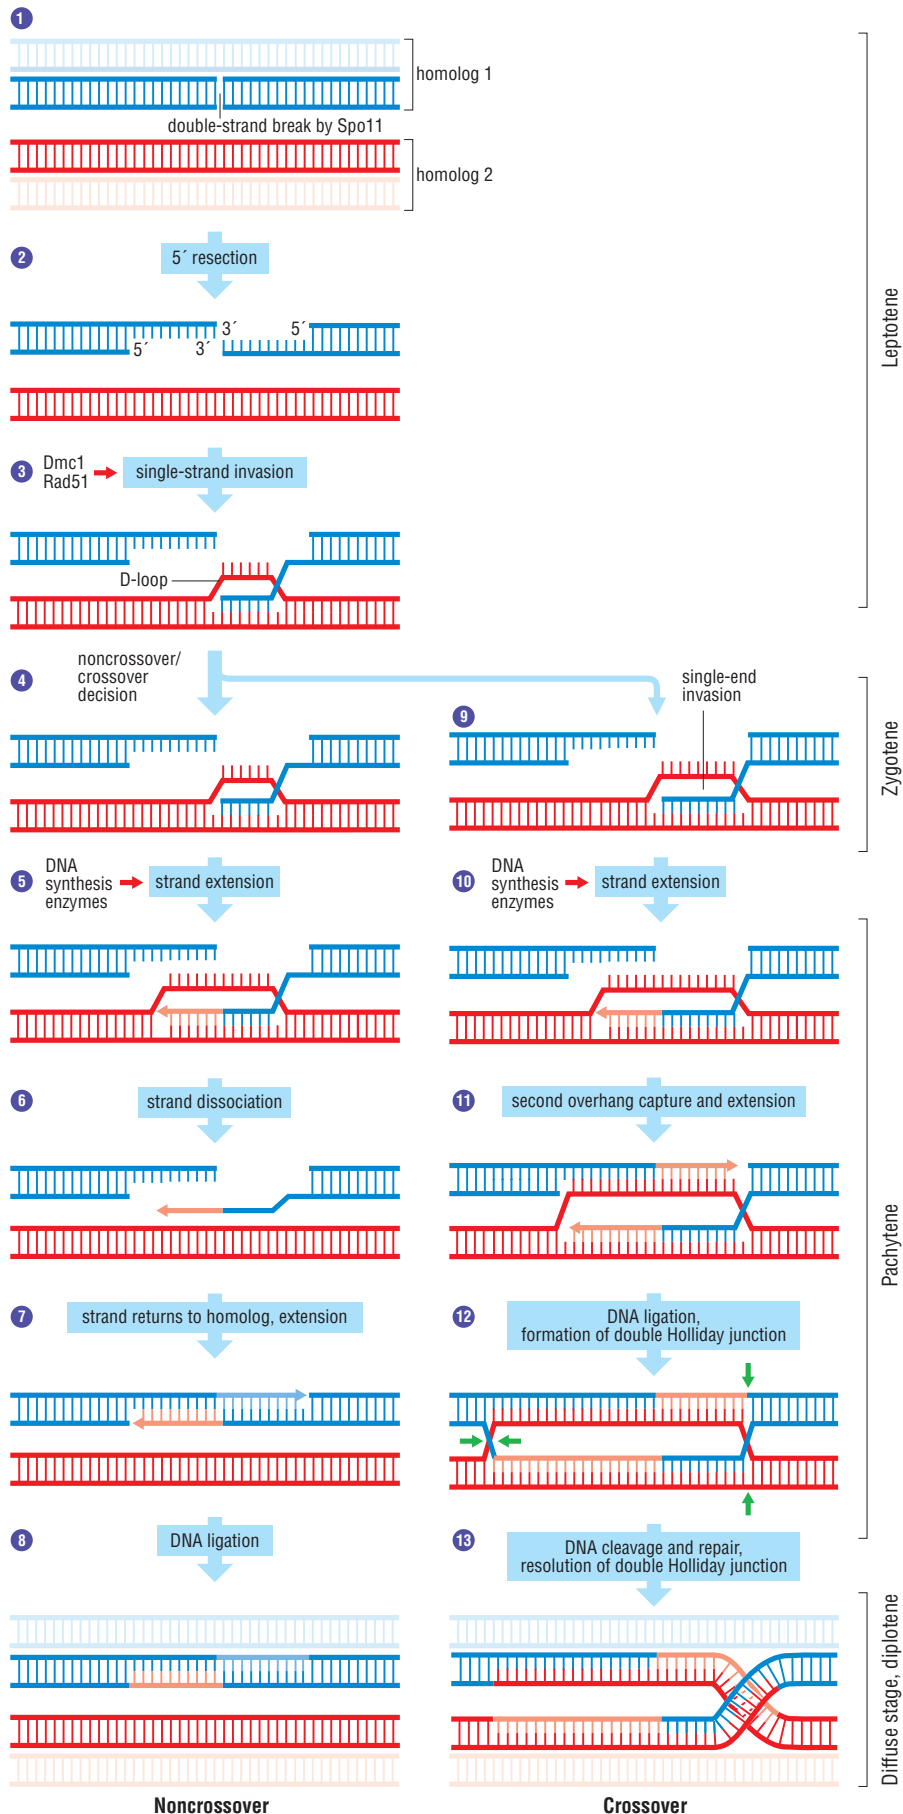 1
homolog 1
double-strand break by Spo11
homolog 2
2
5´ resection
3´
5´
5´
3´
3
Dmc1
Rad51
single-strand invasion
D-loop
Leptotene
4
noncrossover/
crossover
decision
single-end
invasion
9
Zygotene
5
DNA
synthesis
enzymes
strand extension
10
DNA
synthesis
enzymes
strand extension
6
strand dissociation
11
second overhang capture and extension
7
strand returns to homolog, extension
12
DNA ligation,
formation of double Holliday junction
Pachytene
8
DNA ligation
13
DNA cleavage and repair,
resolution of double Holliday junction
Diffuse stage, diplotene
Noncrossover
Crossover